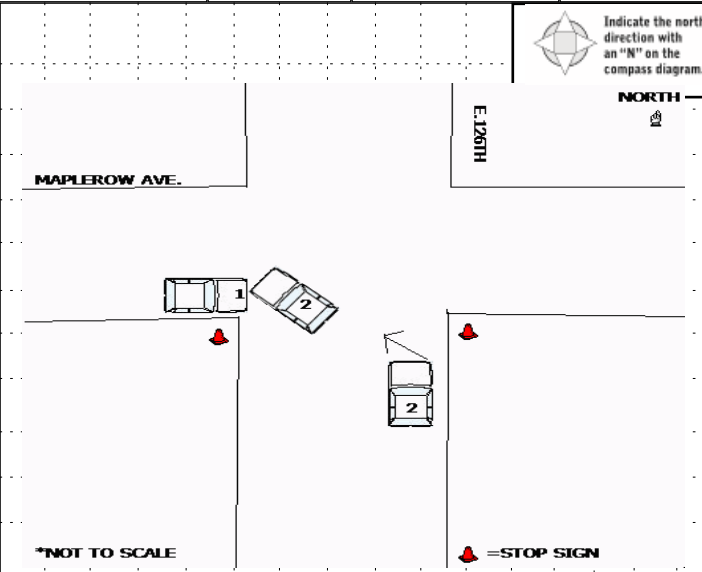 Indicate the north
direction with
an "N" on the
compass diagram.
NORTH
E.126TH
MAPLEROW AVE.
1
2
2
*NOT TO SCALE
=STOP SIGN